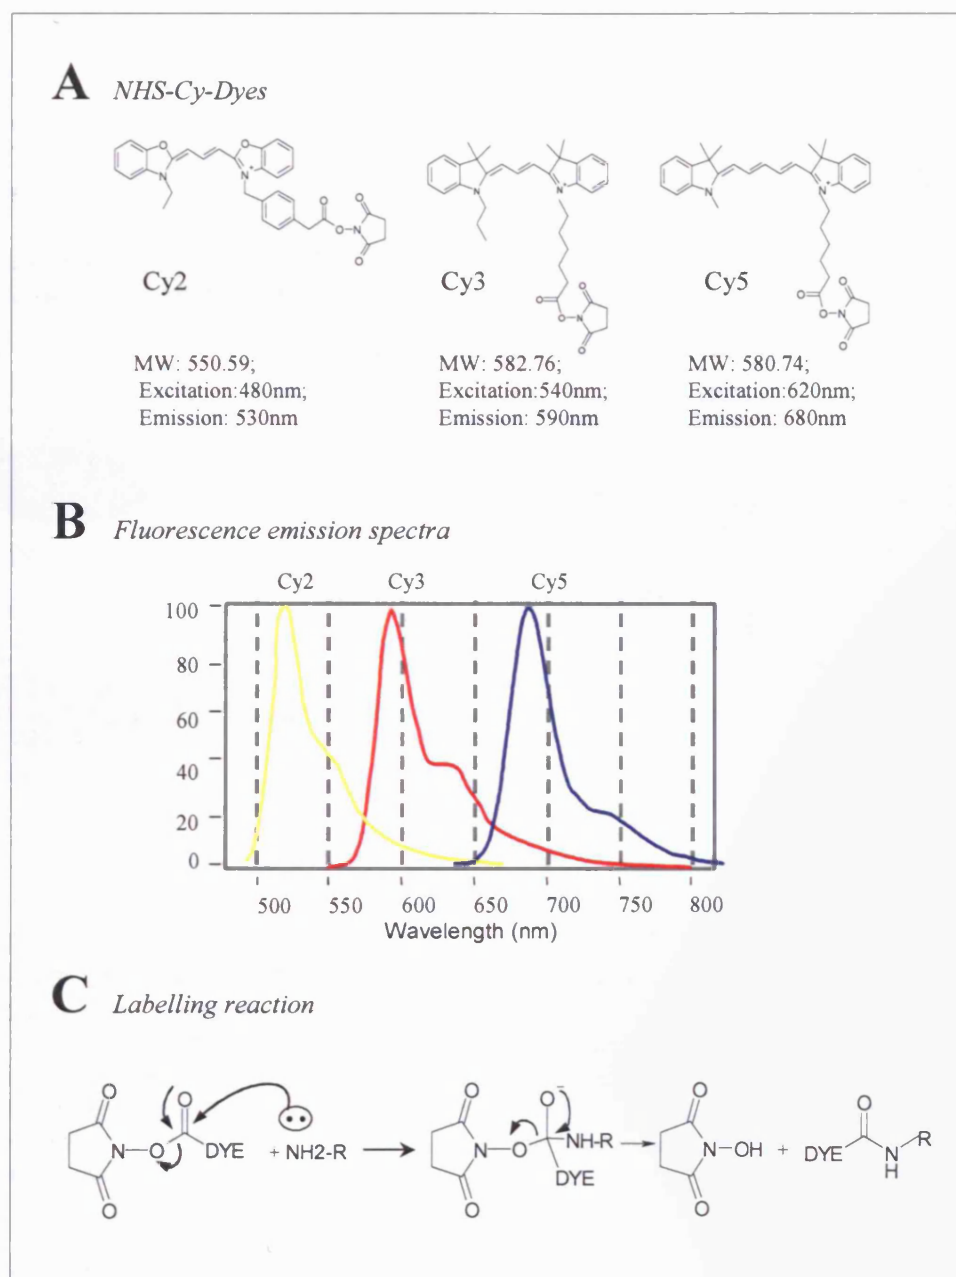 A NHS-Cy-Dyes
Cy2
Cy3
Cy5
MW: 550.59;
Excitation:480nm;
Emission: 530nm
MW: 582.76;
Excitation:540nm;
Emission: 590nm
MW: 580.74;
Excitation:620nm;
Emission: 680nm
B Fluorescence emission spectra
Cy2 Cy3 Cy5
100
80
60
40
20
0
500 550 600 650 700 750 800
Wavelength (nm)
C Labelling reaction
O O O⁻ O O
N O DYE + NH2-R N O NH-R N OH + DYE N H R
DYE
O O O